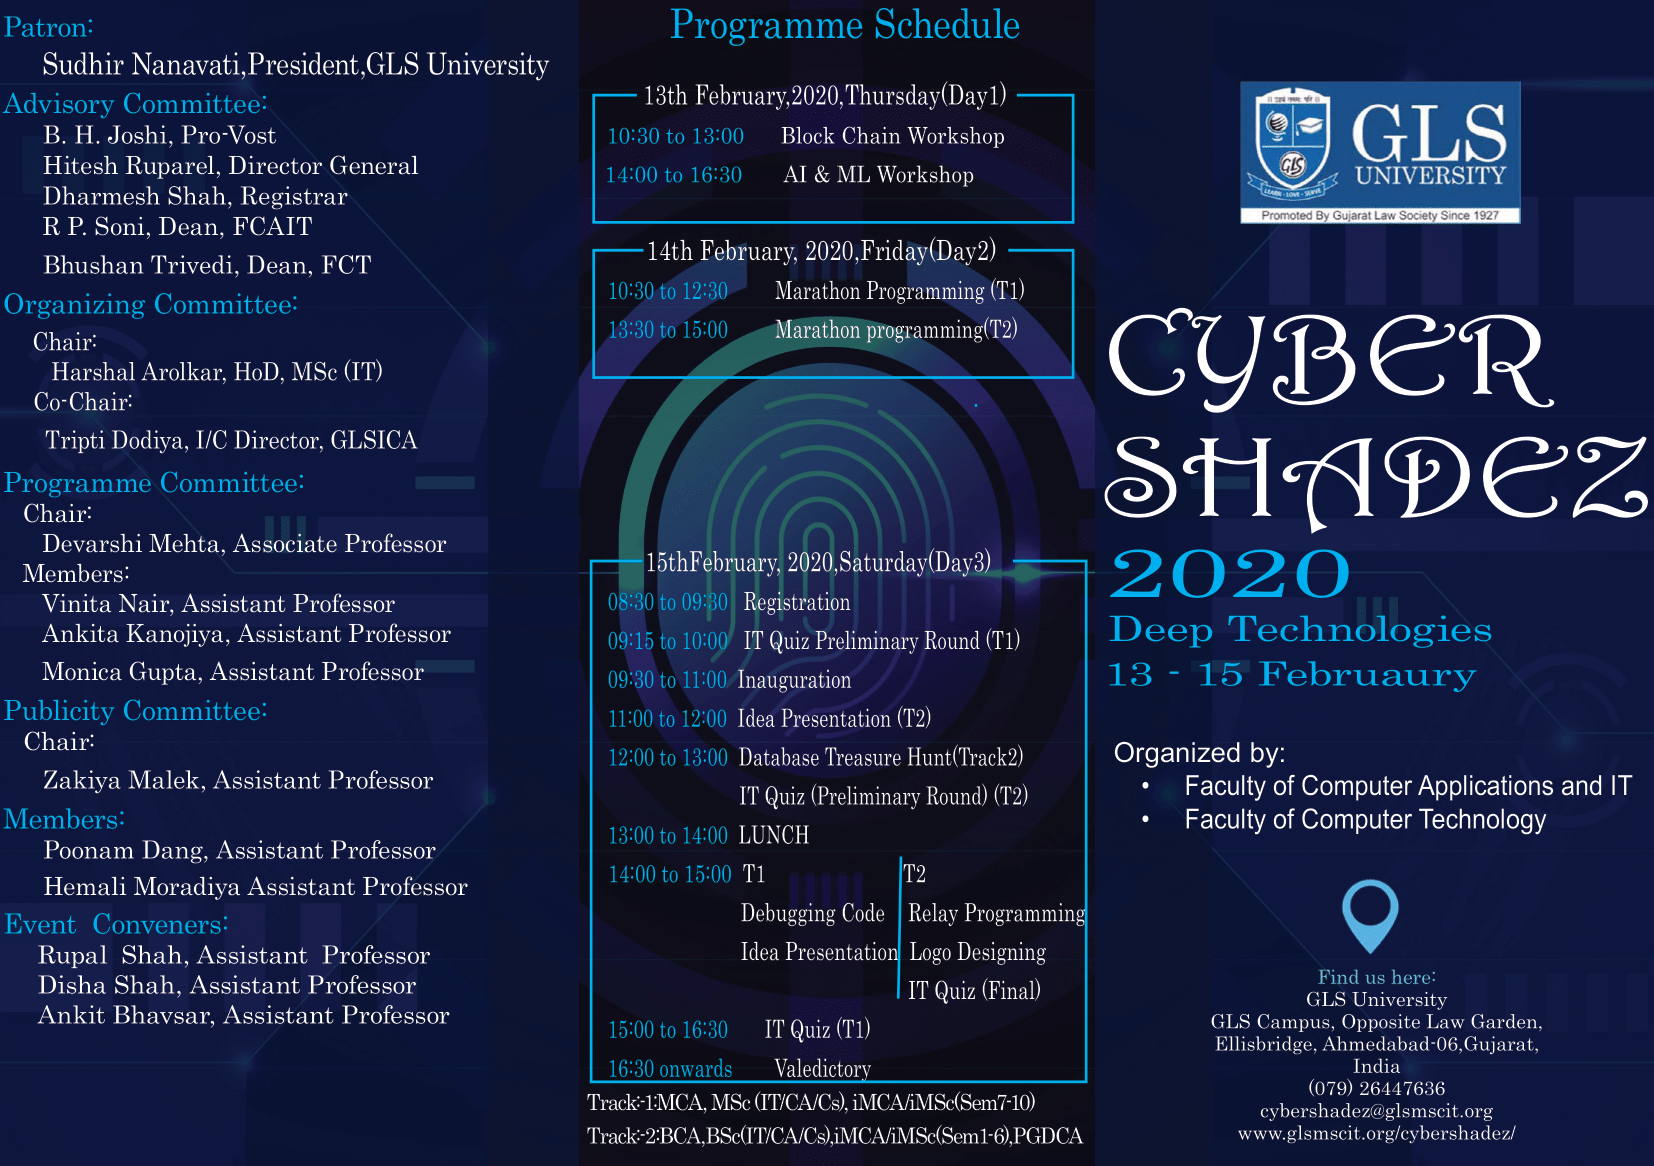 Patron:
Sudhir Nanavati,President,GLS University
Advisory Committee:
B. H. Joshi, Pro-Vost
Hitesh Ruparel, Director General
Dharmesh Shah, Registrar
R P. Soni, Dean, FCAIT
Bhushan Trivedi, Dean, FCT
Organizing Committee:
Chair:
Harshal Arolkar, HoD, MSc (IT)
Co-Chair:
Tripti Dodiya, I/C Director, GLSICA
Programme Committee:
Chair:
Devarshi Mehta, Associate Professor
Members:
Vinita Nair, Assistant Professor
Ankita Kanojiya, Assistant Professor
Monica Gupta, Assistant Professor
Publicity Committee:
Chair:
Zakiya Malek, Assistant Professor
Members:
Poonam Dang, Assistant Professor
Hemali Moradiya Assistant Professor
Event Conveners:
Rupal Shah, Assistant Professor
Disha Shah, Assistant Professor
Ankit Bhavsar, Assistant Professor
Programme Schedule
13th February,2020,Thursday(Day1)
10:30 to 13:00 Block Chain Workshop
14:00 to 16:30 AI & ML Workshop
14th February, 2020,Friday(Day2)
10:30 to 12:30 Marathon Programming (T1)
13:30 to 15:00 Marathon programming(T2)
15thFebruary, 2020,Saturday(Day3)
08:30 to 09:30 Registration
09:15 to 10:00 IT Quiz Preliminary Round (T1)
09:30 to 11:00 Inauguration
11:00 to 12:00 Idea Presentation (T2)
12:00 to 13:00 Database Treasure Hunt(Track2)
IT Quiz (Preliminary Round) (T2)
13:00 to 14:00 LUNCH
14:00 to 15:00 T1 T2
Debugging Code Relay Programming
Idea Presentation Logo Designing
IT Quiz (Final)
15:00 to 16:30 IT Quiz (T1)
16:30 onwards Valedictory
Track:-1:MCA, MSc (IT/CA/Cs), iMCA/iMSc(Sem7-10)
Track:-2:BCA,BSc(IT/CA/Cs),iMCA/iMSc(Sem1-6),PGDCA
GLS
UNIVERSITY
GLS
LEARN - LOVE - SERVE
Promoted By Gujarat Law Society Since 1927
CYBER
SHADEZ
2020
Deep Technologies
13 - 15 Februaury
Organized by:
• Faculty of Computer Applications and IT
• Faculty of Computer Technology
Find us here:
GLS University
GLS Campus, Opposite Law Garden,
Ellisbridge, Ahmedabad-06,Gujarat,
India
(079) 26447636
cybershadez@glsmscit.org
www.glsmscit.org/cybershadez/